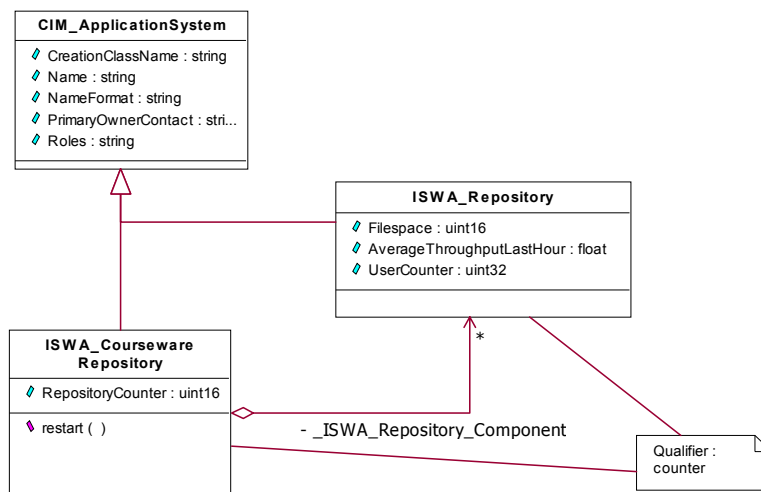 CIM_ApplicationSystem
CreationClassName : string
Name : string
NameFormat : string
PrimaryOwnerContact : stri...
Roles : string
ISWA_Repository
Filespace : uint16
AverageThroughputLastHour : float
UserCounter : uint32
ISWA_Courseware
Repository
RepositoryCounter : uint16
restart ( )
*
- _ISWA_Repository_Component
Qualifier :
counter